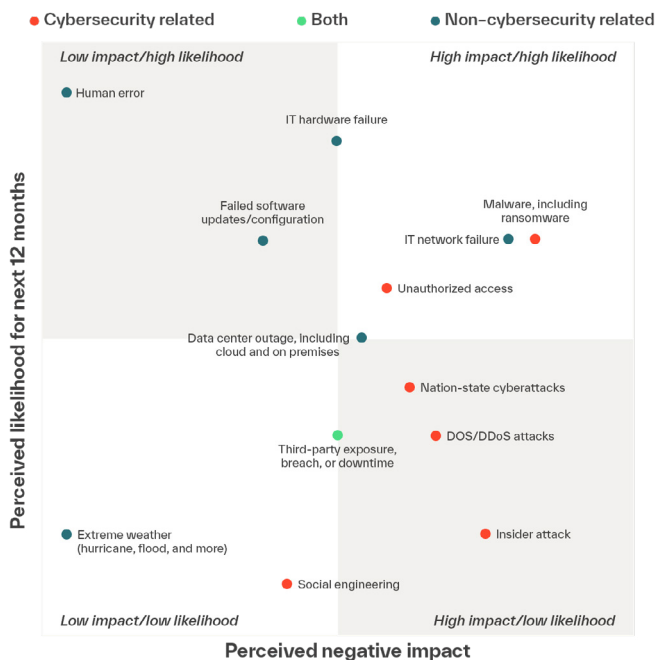 Cybersecurity related
Both
Non-cybersecurity related
Low impact/high likelihood
High impact/high likelihood
Human error
IT hardware failure
Failed software
updates/configuration
Malware, including
ransomware
IT network failure
Unauthorized access
Data center outage, including
cloud and on premises
Nation-state cyberattacks
DOS/DDoS attacks
Third-party exposure,
breach, or downtime
Extreme weather
(hurricane, flood, and more)
Insider attack
Social engineering
Low impact/low likelihood
High impact/low likelihood
Perceived likelihood for next 12 months
Perceived negative impact